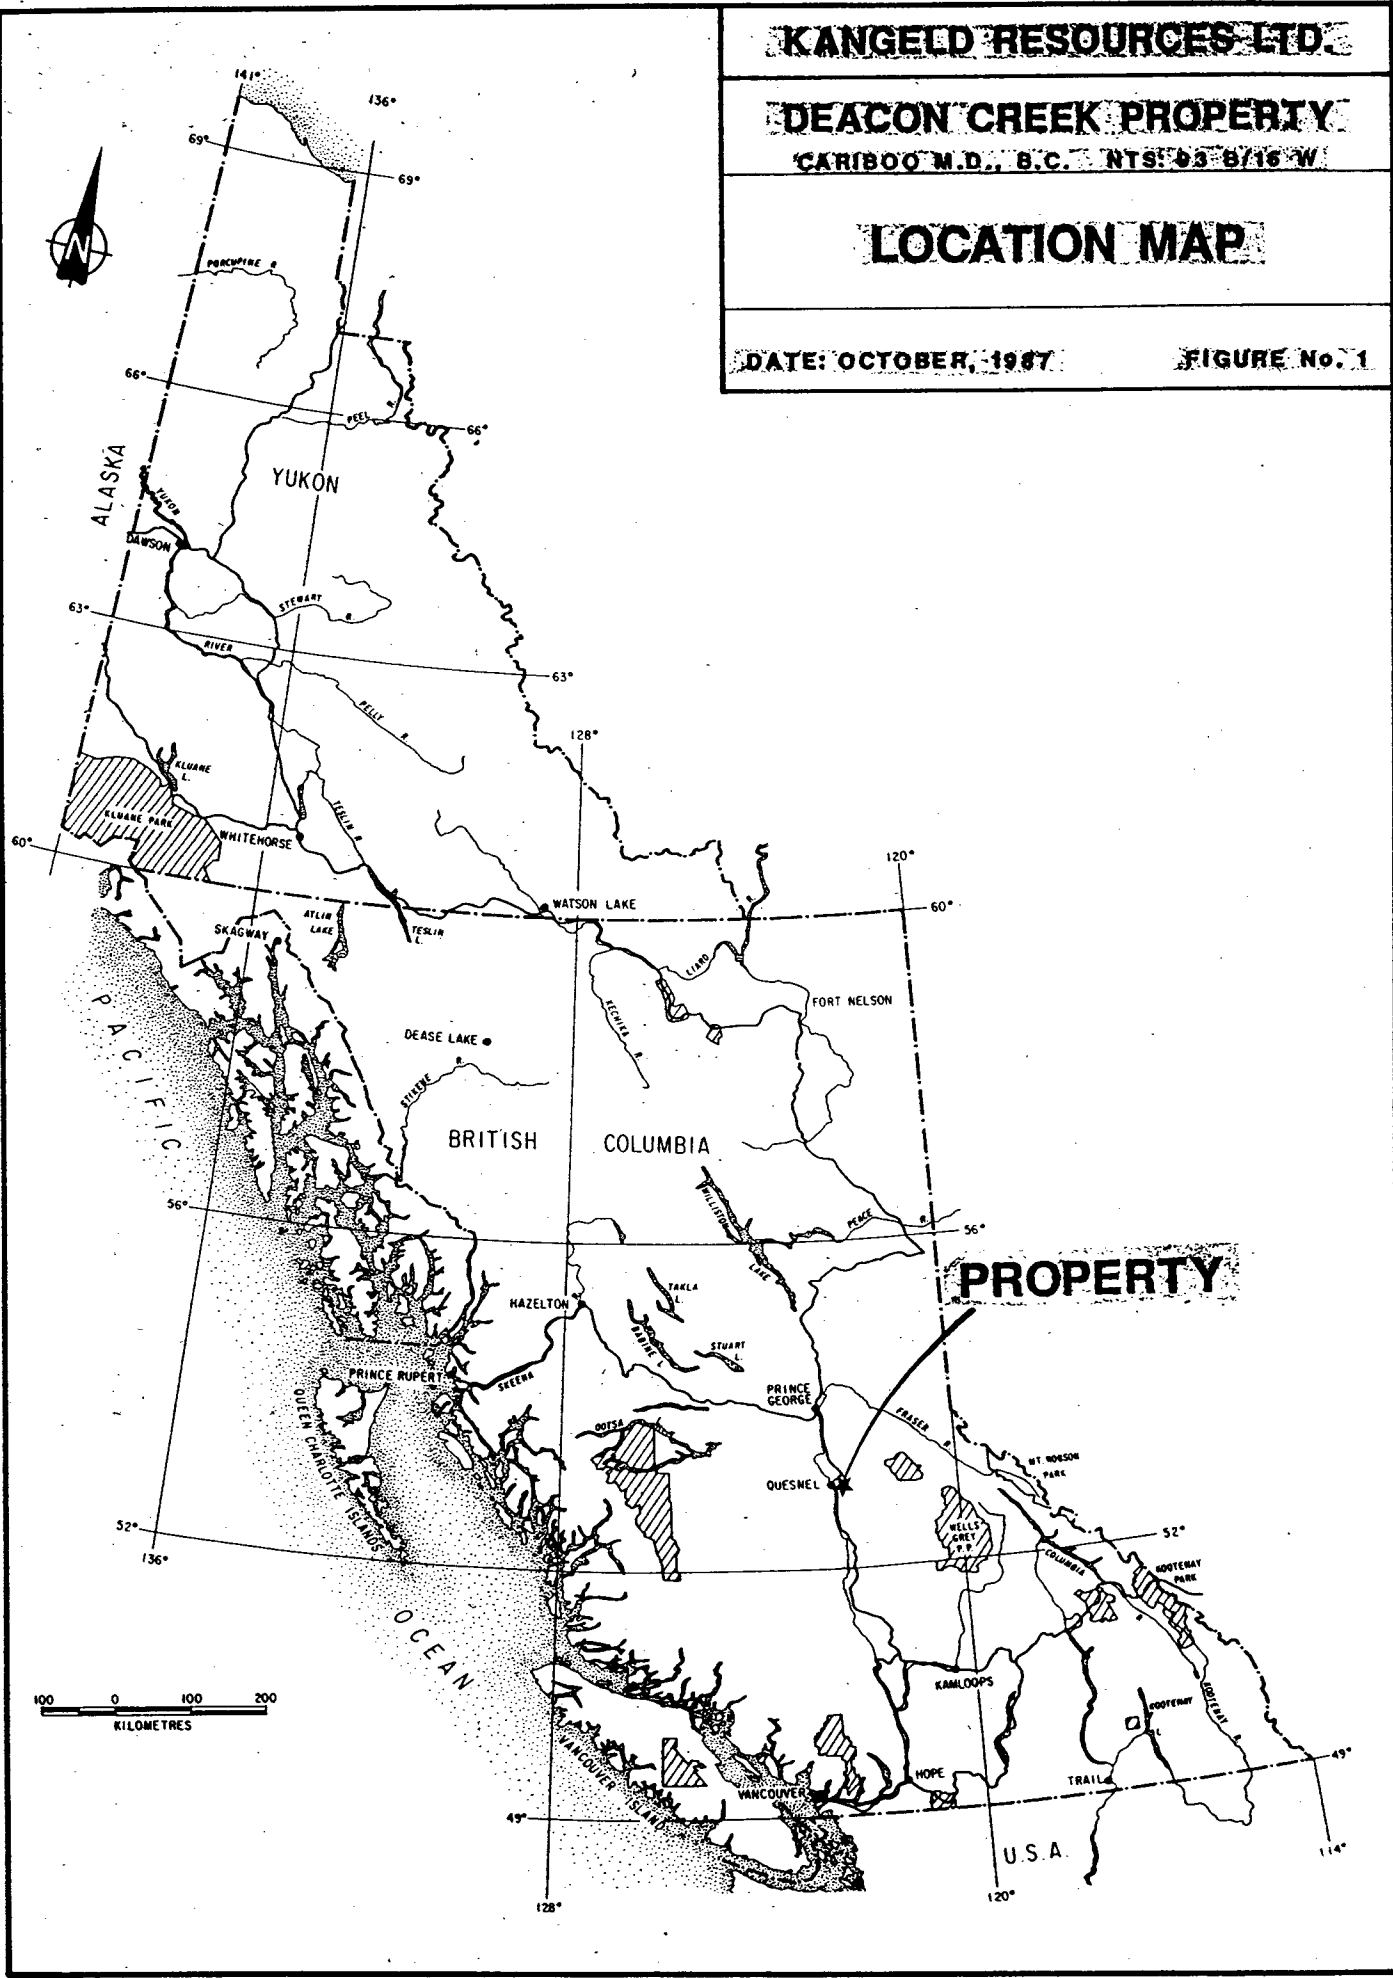 KANGELD RESOURCES LTD.
DEACON CREEK PROPERTY
CARIBOO M.D., B.C. NTS: 93 B/16 W
LOCATION MAP
DATE: OCTOBER, 1987 FIGURE No. 1
141°
136°
69°
69°
N
PORCUPINE R.
66°
PEEL R.
66°
ALASKA
YUKON
YUKON
DAWSON
STEWART R.
63°
RIVER
63°
PELLY R.
128°
KLUANE L.
KLUANE PARK
TESLIN R.
WHITEHORSE
60°
120°
WATSON LAKE
60°
ATLIN LAKE
SKAGWAY
TESLIN L.
R.
LIARD
FORT NELSON
PACIFIC
KECHIKA R.
DEASE LAKE
STIKENE R.
BRITISH COLUMBIA
WILLISTON LAKE
PEACE R.
56°
56°
PROPERTY
TAKLA L.
HAZELTON
BABINE L.
STUART L.
PRINCE RUPERT
SKEENA
PRINCE GEORGE
QUEEN CHARLOTTE ISLANDS
OOTSA
FRASER R.
MT. ROBSON PARK
QUESNEL
WELLS GREY P.P.
52°
52°
136°
COLUMBIA R.
KOOTENAY PARK
OCEAN
100 0 100 200
KILOMETRES
KAMLOOPS
KOOTENAY R.
KOOTENAY L.
VANCOUVER ISLAND
VANCOUVER
HOPE
TRAIL
49°
49°
U.S.A.
114°
120°
128°